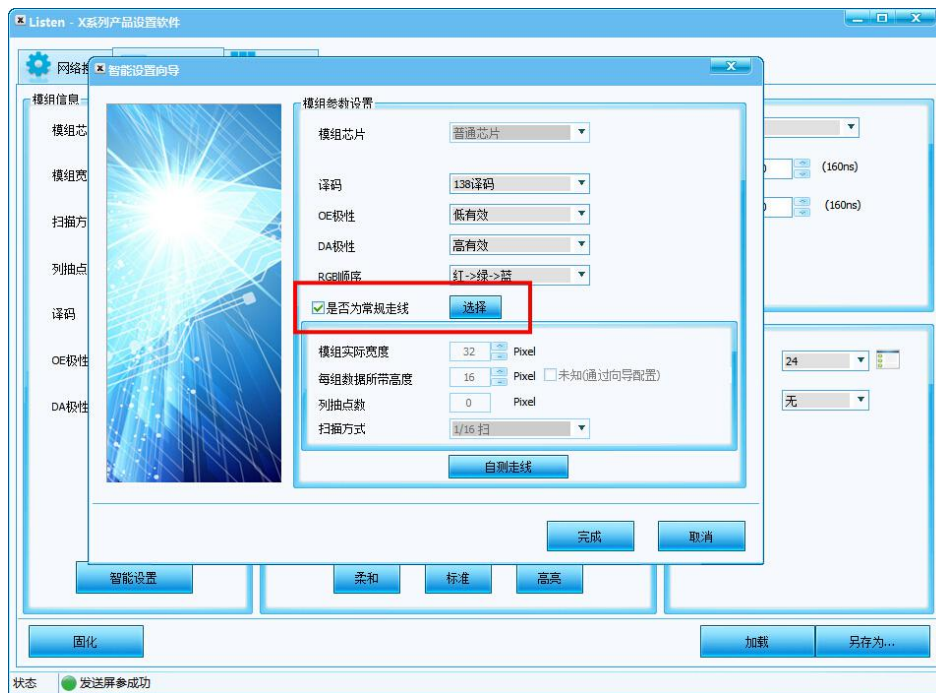 Listen - X系列产品设置软件
网络接
智能设置向导
模组信息
模组参数设置
模组芯
模组芯片
普通芯片
模组宽
(160ns)
译码
138译码
扫描方
OE极性
低有效
(160ns)
DA极性
高有效
列抽点
RGB顺序
红->绿->蓝
译码
是否为常规走线
选择
OE极性
模组实际宽度
32
Pixel
24
每组数据所带高度
16
Pixel
未知(通过向导配置)
DA极性
列抽点数
0
Pixel
无
扫描方式
1/16 扫
自测走线
完成
取消
智能设置
柔和
标准
高亮
固化
加载
另存为...
状态
发送屏参成功